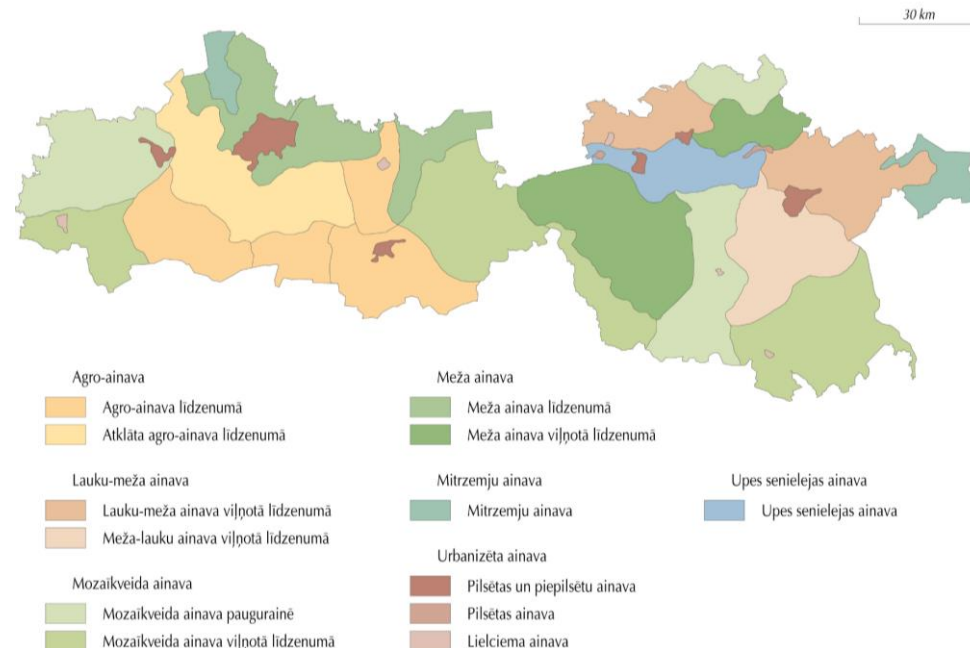 30 km
Agro-ainava
Agro-ainava līdzenumā
Atklāta agro-ainava līdzenumā
Lauku-meža ainava
Lauku-meža ainava viļņotā līdzenumā
Meža-lauku ainava viļņotā līdzenumā
Mozaīkveida ainava
Mozaīkveida ainava paugurainē
Mozaīkveida ainava viļņotā līdzenumā
Meža ainava
Meža ainava līdzenumā
Meža ainava viļņotā līdzenumā
Mitrzemju ainava
Mitrzemju ainava
Urbanizēta ainava
Pilsētas un piepilsētu ainava
Pilsētas ainava
Lielciema ainava
Upes senielejas ainava
Upes senielejas ainava